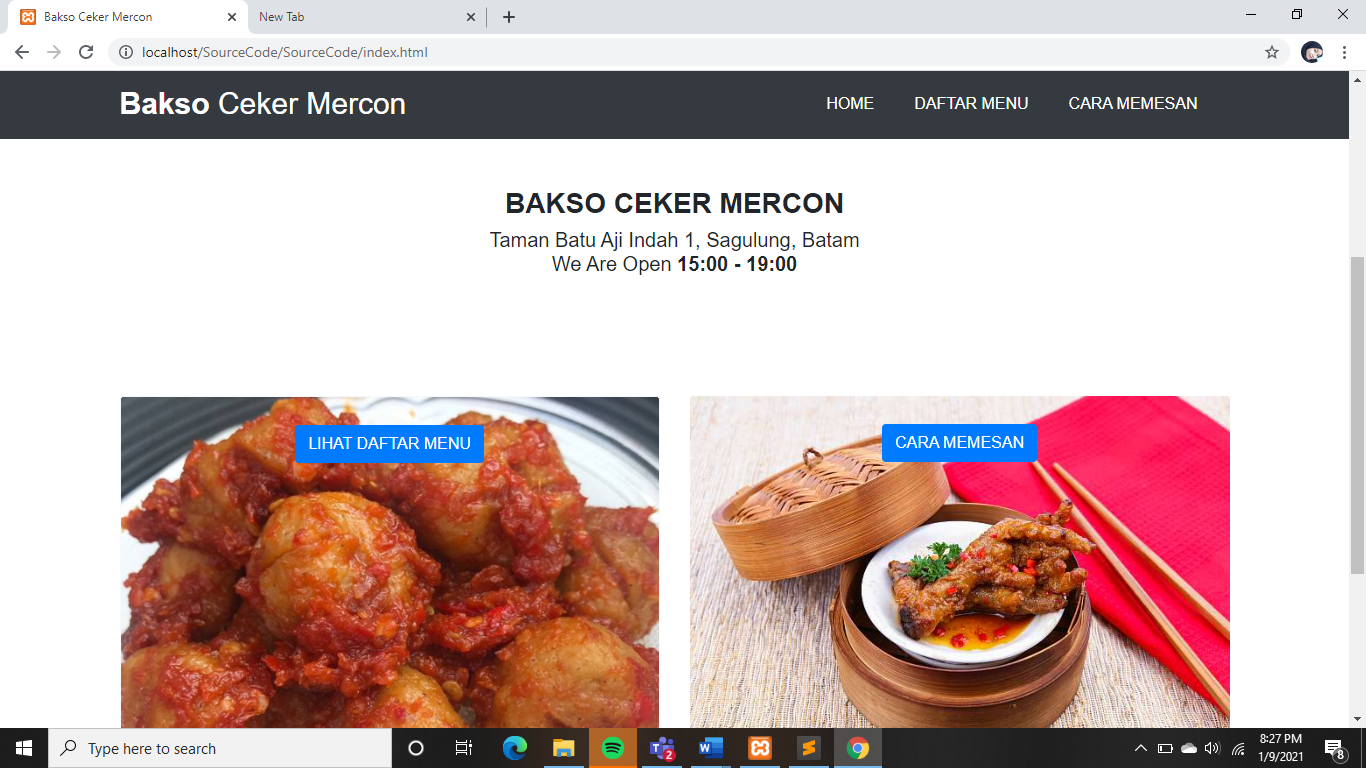 Bakso Ceker Mercon
New Tab
localhost/SourceCode/SourceCode/index.html
Bakso Ceker Mercon
HOME
DAFTAR MENU
CARA MEMESAN
BAKSO CEKER MERCON
Taman Batu Aji Indah 1, Sagulung, Batam
We Are Open 15:00 - 19:00
LIHAT DAFTAR MENU
CARA MEMESAN
Type here to search
2
8:27 PM
1/9/2021
8